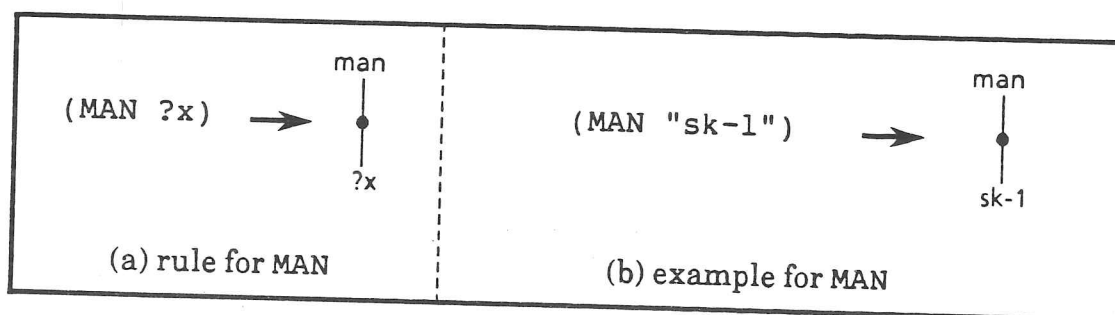 man
(MAN ?x)
?x
(a) rule for MAN
man
(MAN "sk-1")
sk-1
(b) example for MAN